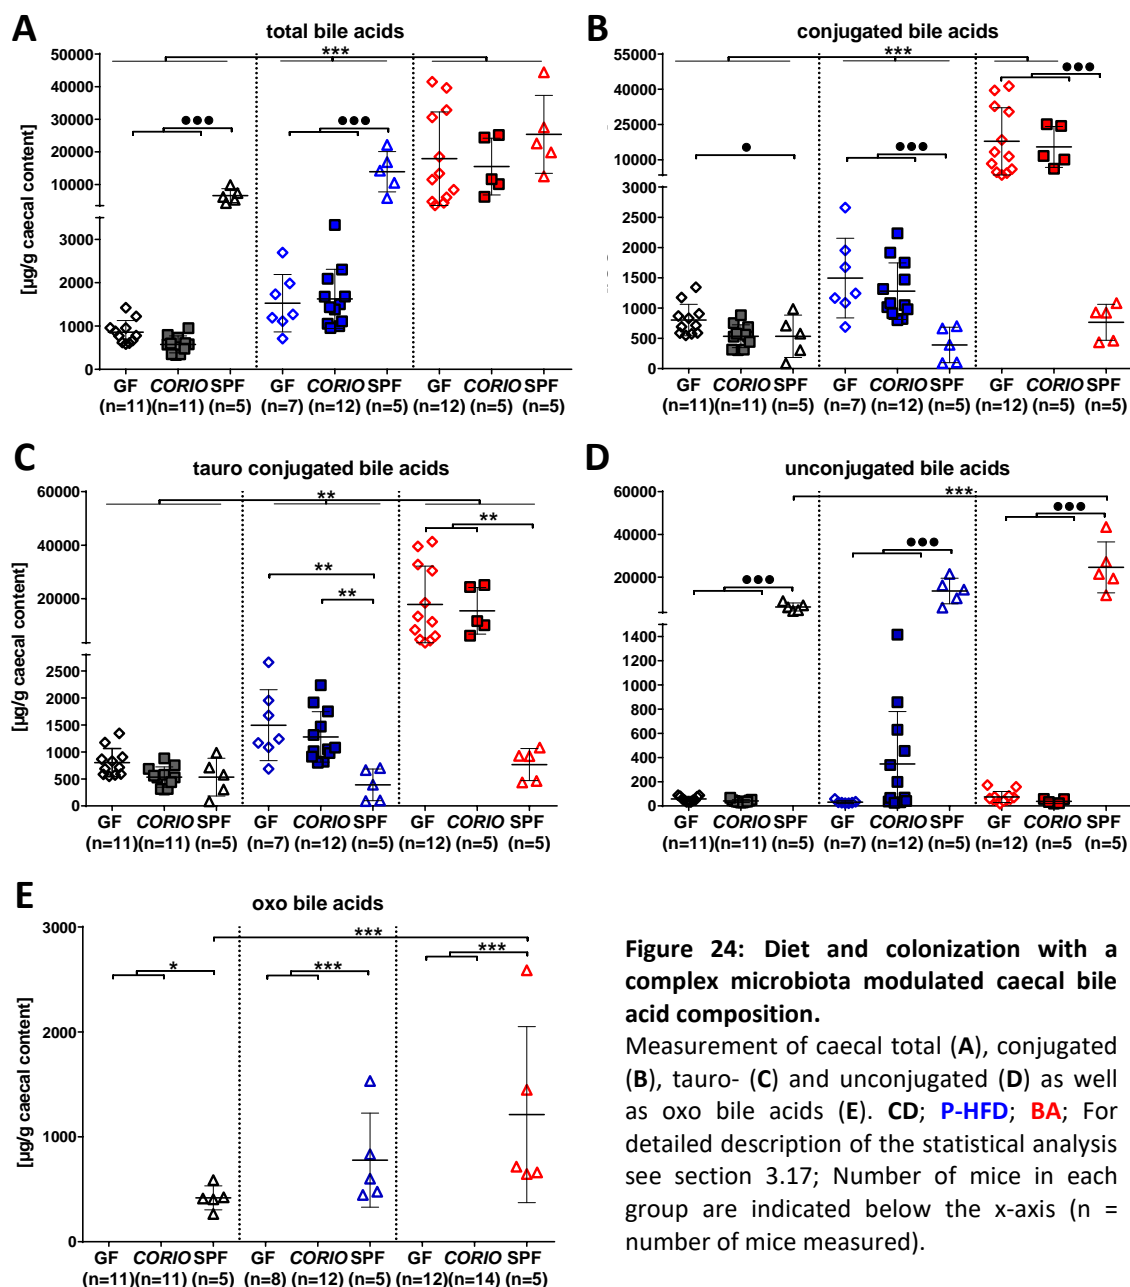 A
total bile acids
[µg/g caecal content]
50000
40000
30000
20000
10000
3000
2000
1000
0
***
●●●
●●●
GF CORIO SPF GF CORIO SPF GF CORIO SPF
(n=11)(n=11) (n=5) (n=7) (n=12) (n=5) (n=12) (n=5) (n=5)
B
conjugated bile acids
55000
25000
10000
3000
2500
2000
1500
1000
500
0
***
●●●
●
●●●
GF CORIO SPF GF CORIO SPF GF CORIO SPF
(n=11)(n=11) (n=5) (n=7) (n=12) (n=5) (n=12) (n=5) (n=5)
C
tauro conjugated bile acids
[µg/g caecal content]
60000
40000
20000
2500
2000
1500
1000
500
0
**
**
**
**
GF CORIO SPF GF CORIO SPF GF CORIO SPF
(n=11)(n=11) (n=5) (n=7) (n=12) (n=5) (n=12) (n=5) (n=5)
D
unconjugated bile acids
60000
40000
20000
1400
1200
1000
800
600
400
200
0
***
●●●
●●●
●●●
GF CORIO SPF GF CORIO SPF GF CORIO SPF
(n=11)(n=11) (n=5) (n=7) (n=12) (n=5) (n=12) (n=5 (n=5)
E
oxo bile acids
[µg/g caecal content]
3000
2000
1000
0
***
*
***
***
GF CORIO SPF GF CORIO SPF GF CORIO SPF
(n=11)(n=11) (n=5) (n=8) (n=12) (n=5) (n=12) (n=14) (n=5)
Figure 24: Diet and colonization with a
complex microbiota modulated caecal bile
acid composition.
Measurement of caecal total (A), conjugated
(B), tauro- (C) and unconjugated (D) as well
as oxo bile acids (E). CD; P-HFD; BA; For
detailed description of the statistical analysis
see section 3.17; Number of mice in each
group are indicated below the x-axis (n =
number of mice measured).